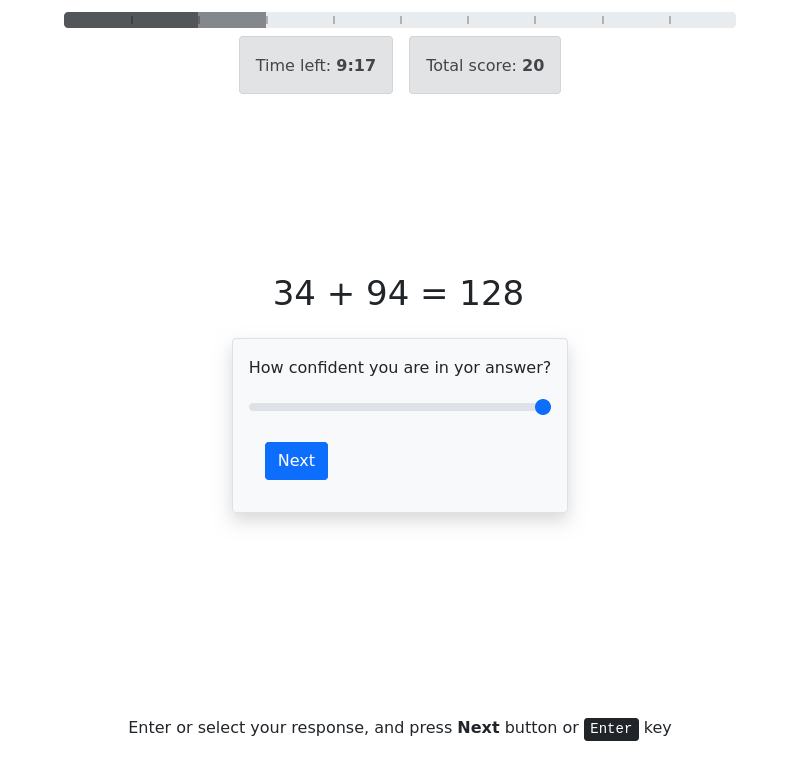 Time left: 9:17
Total score: 20
34 + 94 = 128
How confident you are in yor answer?
Next
Enter or select your response, and press Next button or Enter key